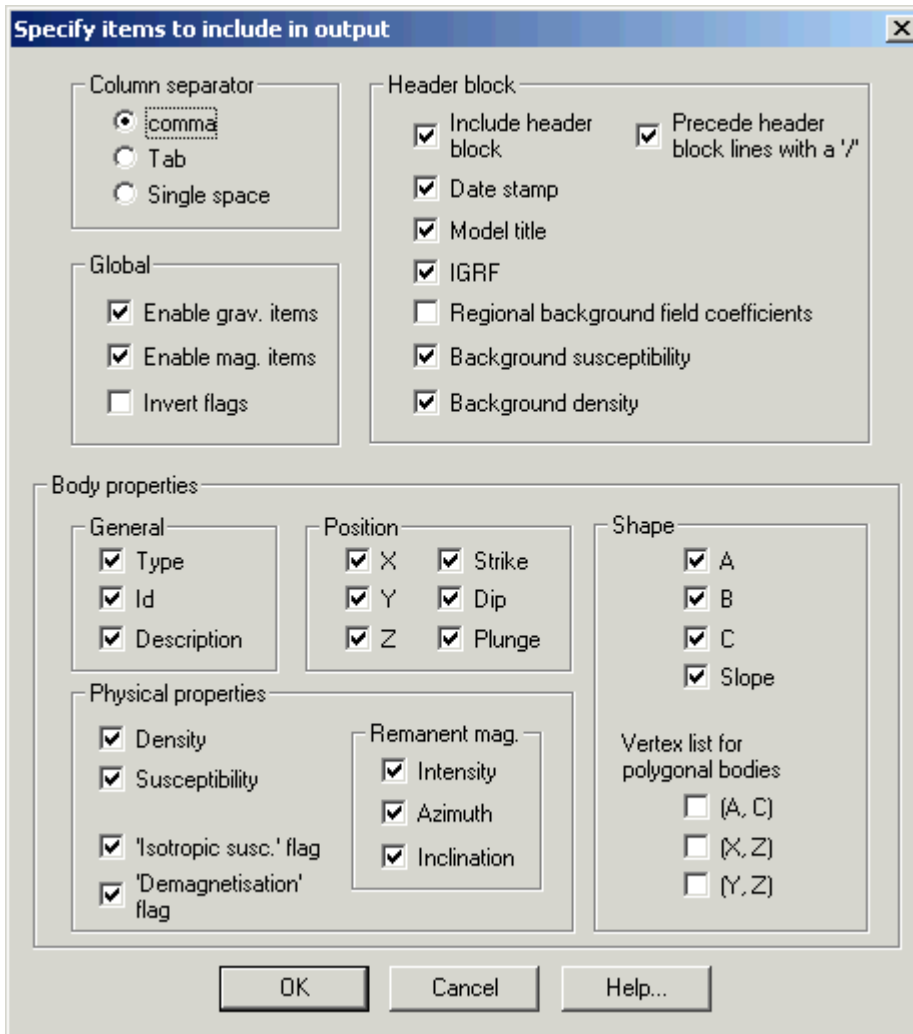 Specify items to include in output
Column separator
comma
Tab
Single space
Header block
Include header
block
Precede header
block lines with a '/'
Date stamp
Model title
IGRF
Regional background field coefficients
Background susceptibility
Background density
Global
Enable grav. items
Enable mag. items
Invert flags
Body properties
General
Type
Id
Description
Position
X
Y
Z
Strike
Dip
Plunge
Shape
A
B
C
Slope
Vertex list for
polygonal bodies
(A, C)
(X, Z)
(Y, Z)
Physical properties
Density
Susceptibility
'Isotropic susc.' flag
'Demagnetisation'
flag
Remanent mag.
Intensity
Azimuth
Inclination
OK
Cancel
Help...